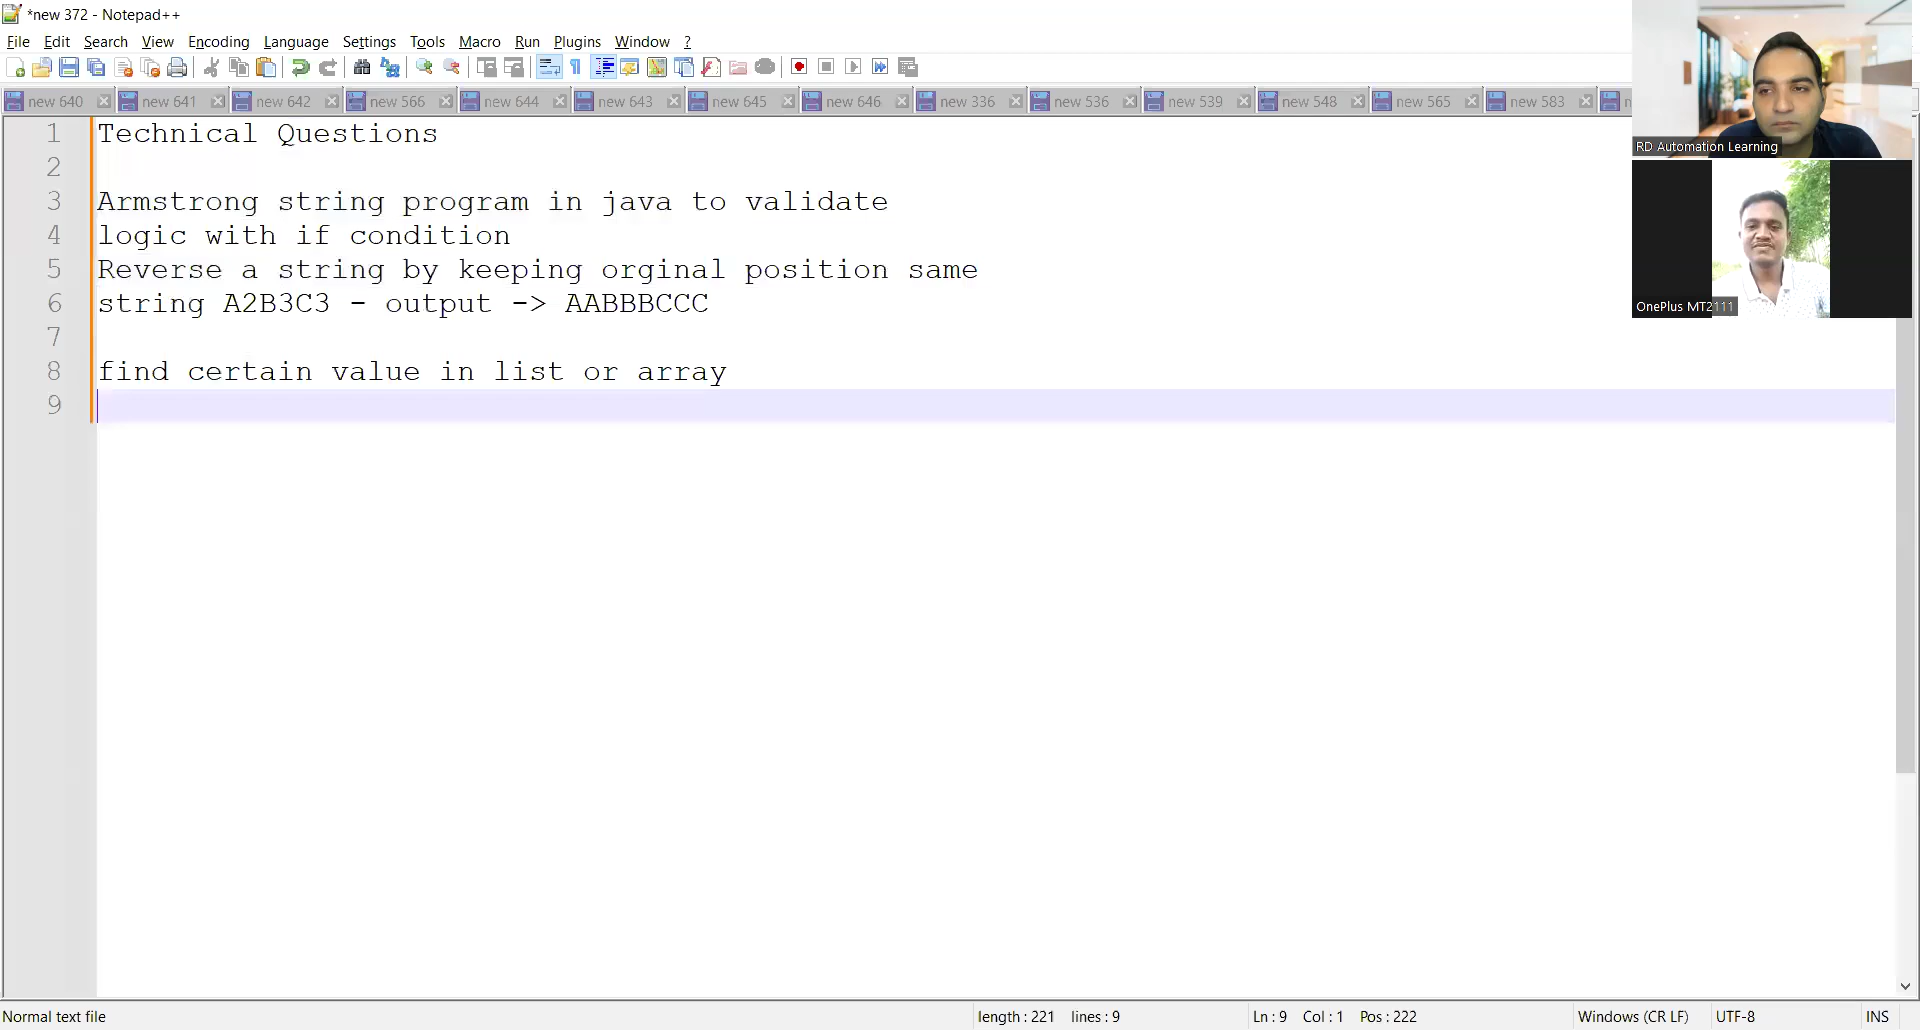 *new 372 - Notepad++
File Edit Search View Encoding Language Settings Tools Macro Run Plugins Window ?
new 640 new 641 new 642 new 566 new 644 new 643 new 645 new 646 new 336 new 536 new 539 new 548 new 565 new 583
RD Automation Learning
OnePlus MT2111
1 Technical Questions
2
3 Armstrong string program in java to validate
4 logic with if condition
5 Reverse a string by keeping orginal position same
6 string A2B3C3 - output -> AABBBCCC
7
8 find certain value in list or array
9
Normal text file length : 221 lines : 9 Ln : 9 Col : 1 Pos : 222 Windows (CR LF) UTF-8 INS